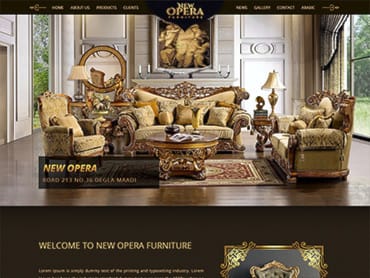 HOME ABOUT US PRODUCTS CLIENTS
NEW
OPERA
FURNITURE
NEWS GALLERY CONTACT ARABIC
NEW OPERA
ROAD 213 NO.36 DEGLA MAADI
WELCOME TO NEW OPERA FURNITURE
Lorem Ipsum is simply dummy text of the printing and typesetting industry.